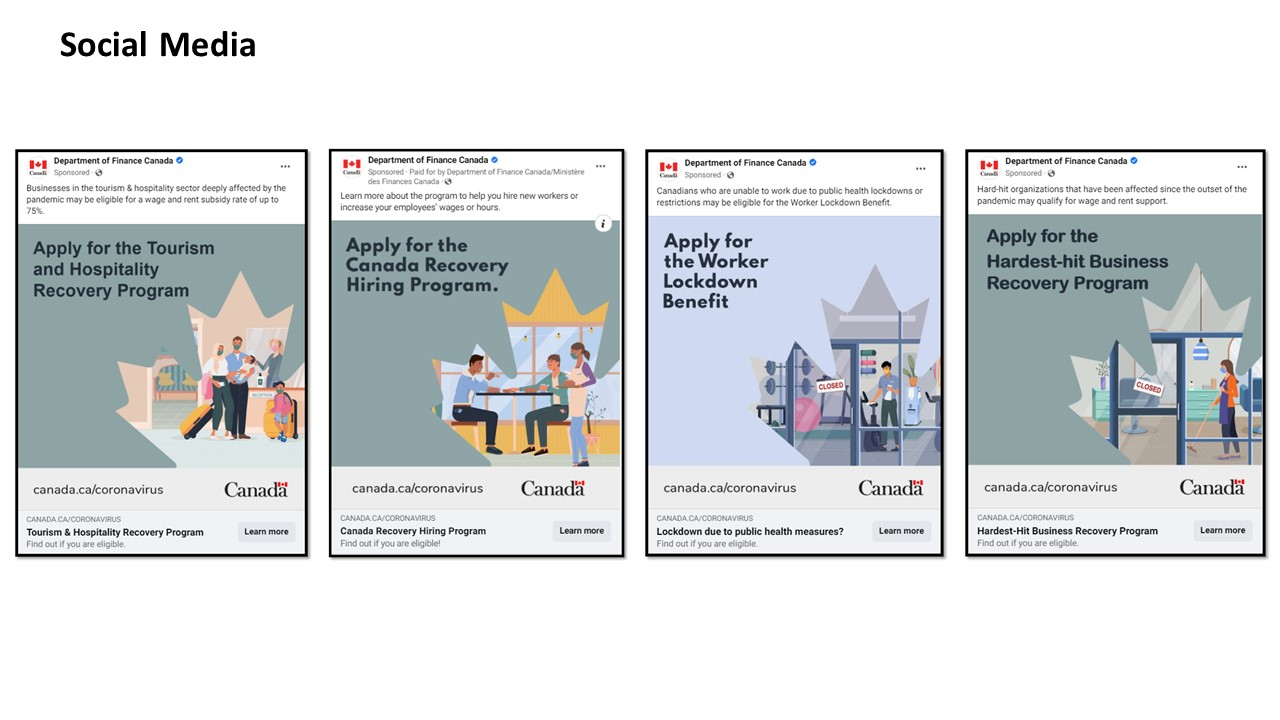 Social Media
Department of Finance Canada
Sponsored ·
Businesses in the tourism & hospitality sector deeply affected by the
pandemic may be eligible for a wage and rent subsidy rate of up to
75%.
Apply for the Tourism
and Hospitality
Recovery Program
RECEPTION
canada.ca/coronavirus
Canada
CANADA.CA/CORONAVIRUS
Tourism & Hospitality Recovery Program
Find out if you are eligible.
Learn more
Canada
Department of Finance Canada
Sponsored · Paid for by Department of Finance Canada/Ministère
des Finances Canada ·
Learn more about the program to help you hire new workers or
increase your employees' wages or hours.
Apply for the
Canada Recovery
Hiring Program.
canada.ca/coronavirus
Canada
CANADA.CA/CORONAVIRUS
Canada Recovery Hiring Program
Find out if you are eligible!
Learn more
Canada
Department of Finance Canada
Sponsored ·
Canadians who are unable to work due to public health lockdowns or
restrictions may be eligible for the Worker Lockdown Benefit.
Apply for
the Worker
Lockdown
Benefit
CLOSED
canada.ca/coronavirus
Canada
CANADA.CA/CORONAVIRUS
Lockdown due to public health measures?
Find out if you are eligible.
Learn more
Canada
Department of Finance Canada
Sponsored ·
Hard-hit organizations that have been affected since the outset of the
pandemic may qualify for wage and rent support.
Apply for the
Hardest-hit Business
Recovery Program
CLOSED
canada.ca/coronavirus
Canada
CANADA.CA/CORONAVIRUS
Hardest-Hit Business Recovery Program
Find out if you are eligible.
Learn more
Canada